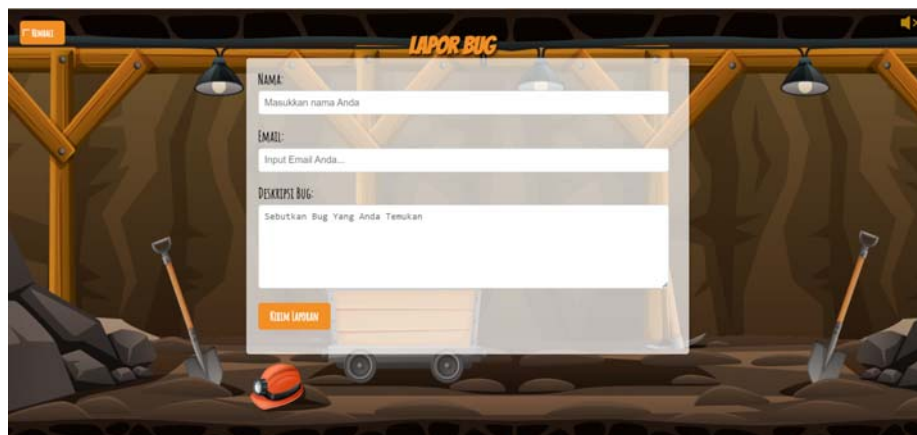 Kembali
LAPOR BUG
Nama:
Masukkan nama Anda
Email:
Input Email Anda...
Deskripsi Bug:
Sebutkan Bug Yang Anda Temukan
Kirim Laporan